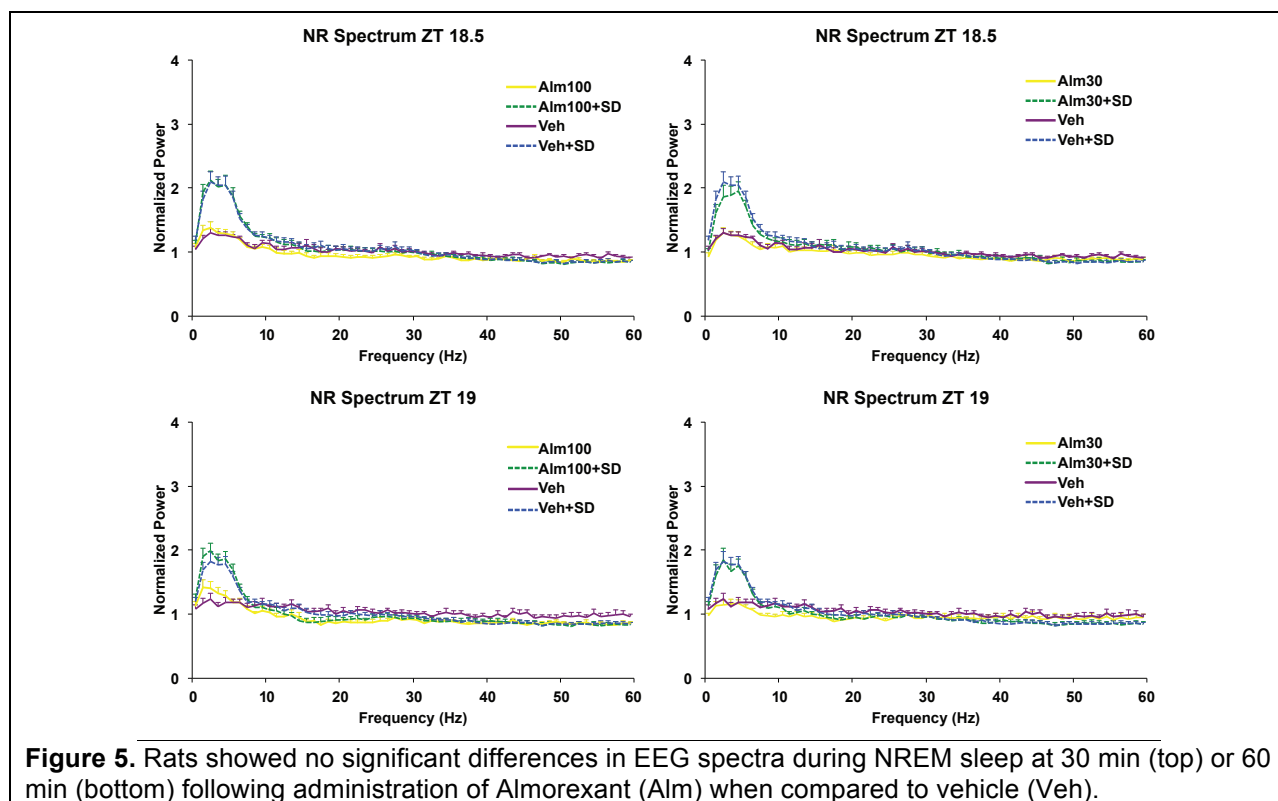 NR Spectrum ZT 18.5
Normalized Power
4
3
2
1
0
Alm100
Alm100+SD
Veh
Veh+SD
0 10 20 30 40 50 60
Frequency (Hz)
NR Spectrum ZT 18.5
Normalized Power
4
3
2
1
0
Alm30
Alm30+SD
Veh
Veh+SD
0 10 20 30 40 50 60
Frequency (Hz)
NR Spectrum ZT 19
Normalized Power
4
3
2
1
0
Alm100
Alm100+SD
Veh
Veh+SD
0 10 20 30 40 50 60
Frequency (Hz)
NR Spectrum ZT 19
Normalized Power
4
3
2
1
0
Alm30
Alm30+SD
Veh
Veh+SD
0 10 20 30 40 50 60
Frequency (Hz)
Figure 5. Rats showed no significant differences in EEG spectra during NREM sleep at 30 min (top) or 60
min (bottom) following administration of Almorexant (Alm) when compared to vehicle (Veh).